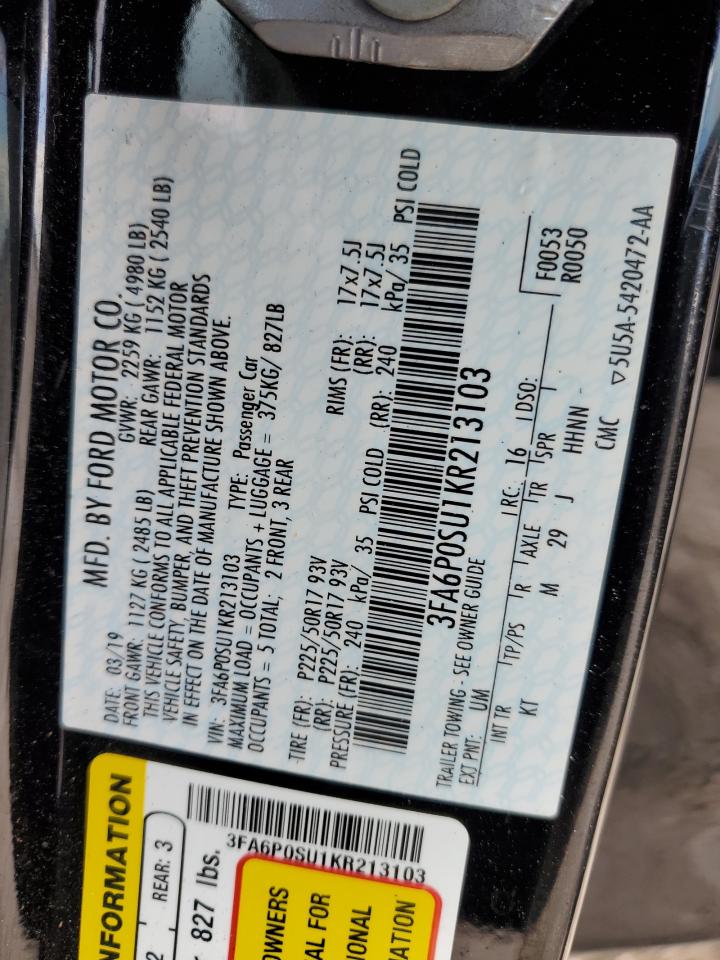 MFD. BY FORD MOTOR CO.
DATE: 03/19 GVWR: 2259 KG ( 4980 LB)
FRONT GAWR: 1127 KG ( 2485 LB) REAR GAWR: 1152 KG ( 2540 LB)
THIS VEHICLE CONFORMS TO ALL APPLICABLE FEDERAL MOTOR
VEHICLE SAFETY, BUMPER, AND THEFT PREVENTION STANDARDS
IN EFFECT ON THE DATE OF MANUFACTURE SHOWN ABOVE.
VIN: 3FA6P0SU1KR213103 TYPE: Passenger Car
MAXIMUM LOAD = OCCUPANTS + LUGGAGE = 375KG/ 827LB
OCCUPANTS = 5 TOTAL, 2 FRONT, 3 REAR
TIRE (FR): P225/50R17 93V RIMS (FR): 17x7.5J
(RR): P225/50R17 93V (RR): 17x7.5J
PRESSURE (FR): 240 kPa/ 35 PSI COLD (RR): 240 kPa/ 35 PSI COLD
3FA6P0SU1KR213103
TRAILER TOWING - SEE OWNER GUIDE
EXT PNT: UM RC: 16 DSO: F0053
R0050
INT TR TP/PS R AXLE TR SPR
KT M 29 J HHNN
CMC ▽5U5A-5420472-AA
NFORMATION
2 REAR: 3
827 lbs.
3FA6P0SU1KR213103
OWNERS
AL FOR
IONAL
ATION